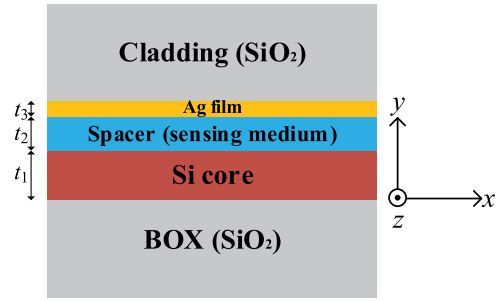 Cladding (SiO₂)
t₃
Ag film
y
t₂
Spacer (sensing medium)
t₁
Si core
x
z
BOX (SiO₂)